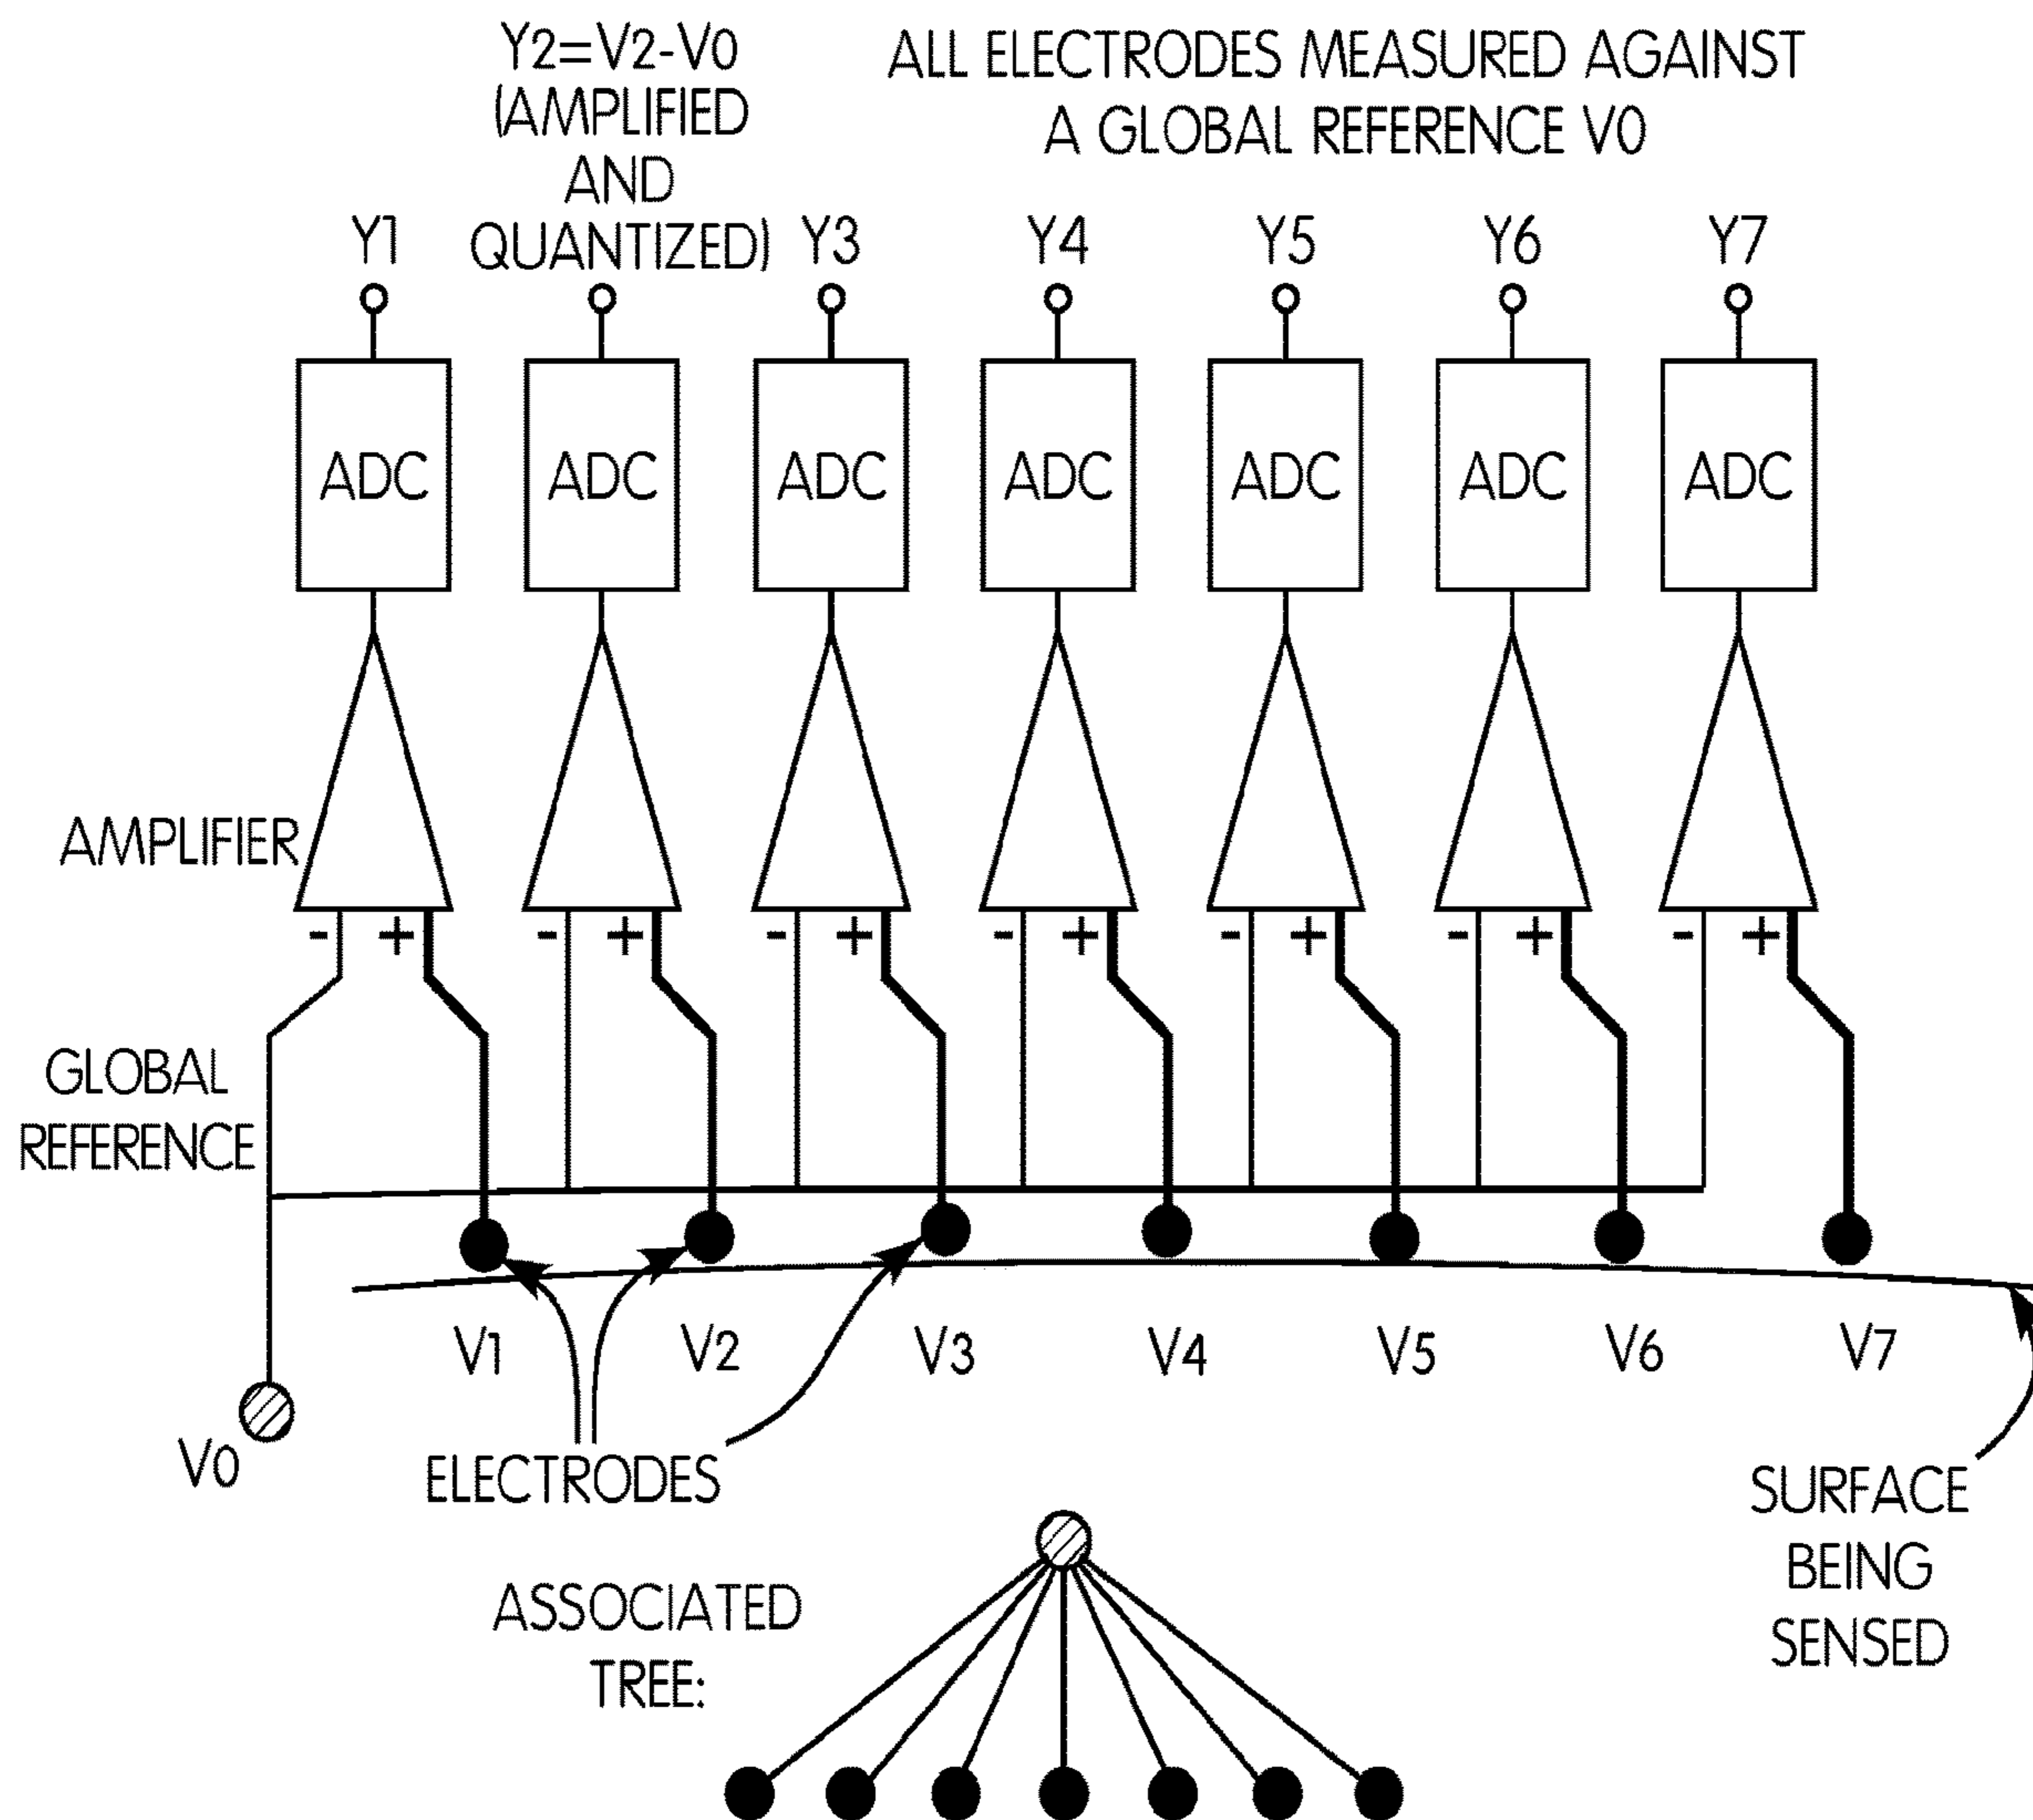 Y2=V2-V0
(AMPLIFIED
AND
QUANTIZED)
ALL ELECTRODES MEASURED AGAINST
A GLOBAL REFERENCE V0
Y1
Y3
Y4
Y5
Y6
Y7
ADC
ADC
ADC
ADC
ADC
ADC
ADC
AMPLIFIER
- + - + - + - + - + - + - +
GLOBAL
REFERENCE
V1
V2
V3
V4
V5
V6
V7
V0
ELECTRODES
SURFACE
BEING
SENSED
ASSOCIATED
TREE: